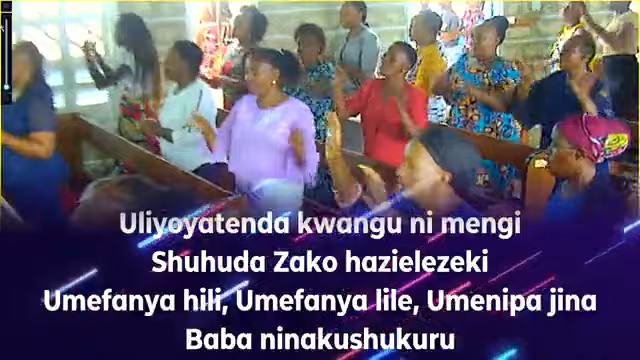 Uliyoyatenda kwangu ni mengi
Shuhuda Zako hazielezeki
Umefanya hili, Umefanya lile, Umenipa jina
Baba ninakushukuru